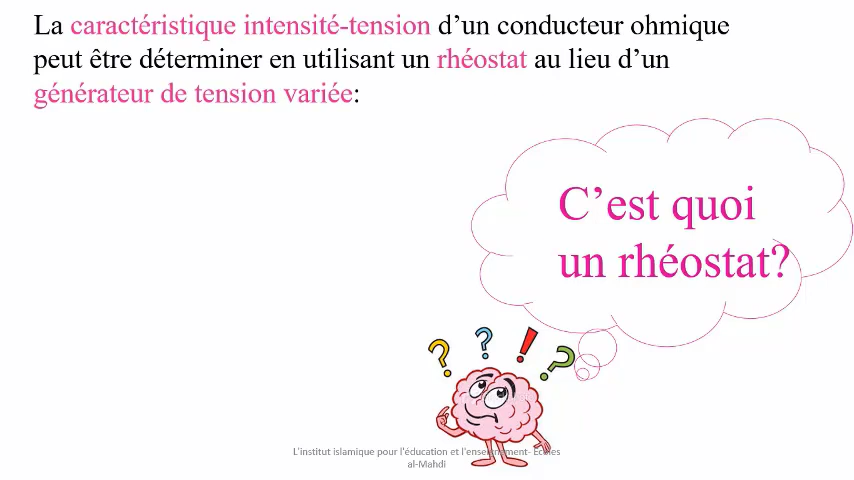 La caractéristique intensité-tension d’un conducteur ohmique
peut être déterminer en utilisant un rhéostat au lieu d’un
générateur de tension variée:
C’est quoi
un rhéostat?
? ? ! ?
L’institut islamique pour l’éducation et l’enseignement- Ecoles
al-Mahdi